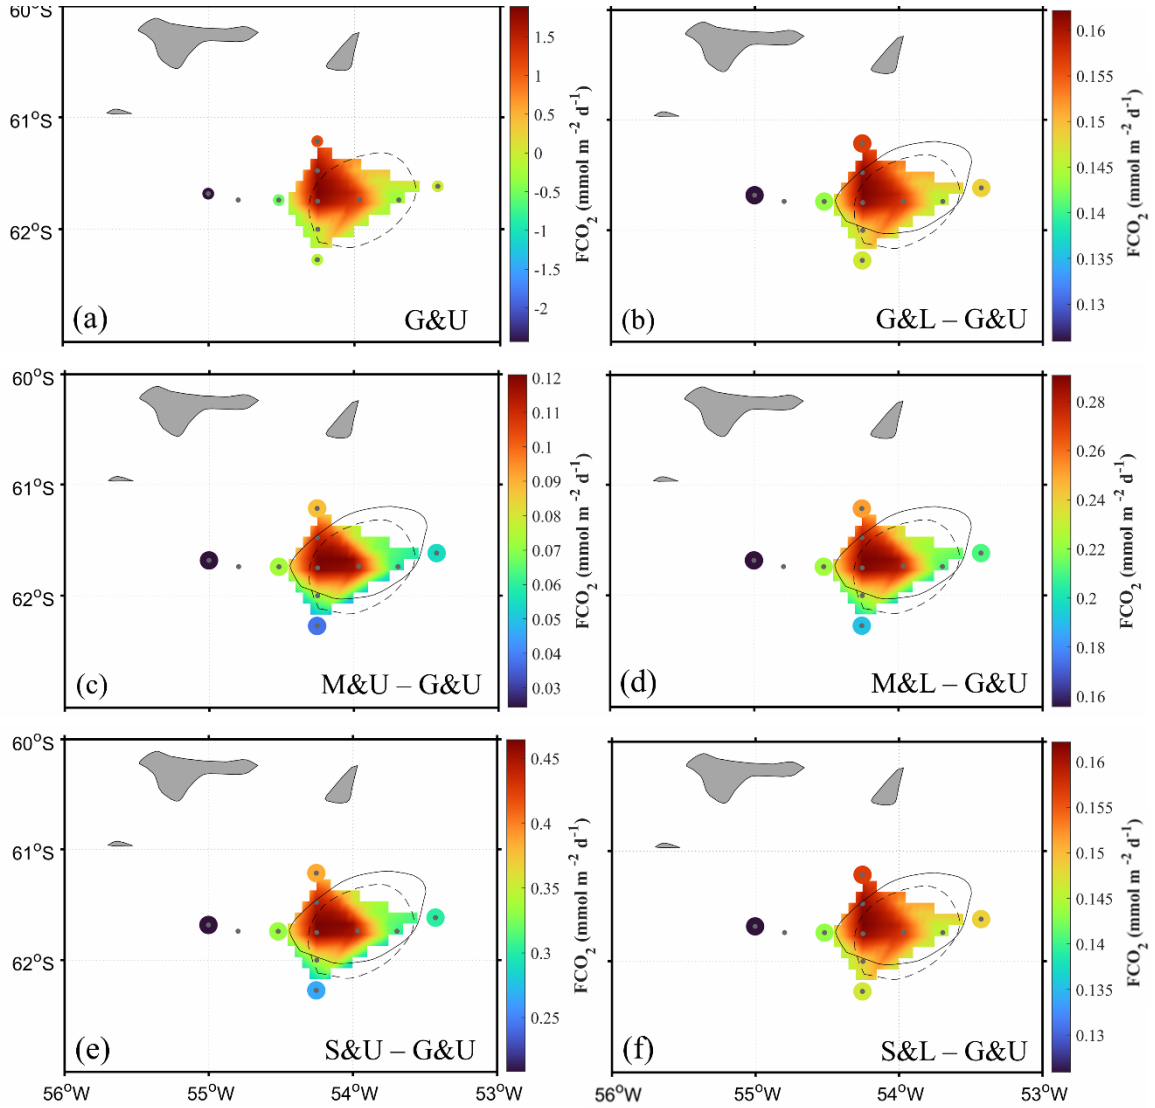 60°S
61°S
62°S
1.5
1
0.5
0
-0.5
-1
-1.5
-2
FCO2 (mmol m -2 d-1)
(a)
G&U
56°W
55°W
54°W
53°W
0.16
0.155
0.15
0.145
0.14
0.135
0.13
FCO2 (mmol m -2 d-1)
(b)
G&L – G&U
60°S
61°S
62°S
0.12
0.11
0.1
0.09
0.08
0.07
0.06
0.05
0.04
0.03
FCO2 (mmol m -2 d-1)
(c)
M&U – G&U
0.28
0.26
0.24
0.22
0.2
0.18
0.16
FCO2 (mmol m -2 d-1)
(d)
M&L – G&U
60°S
61°S
62°S
0.45
0.4
0.35
0.3
0.25
FCO2 (mmol m -2 d-1)
(e)
S&U – G&U
56°W
55°W
54°W
53°W
0.16
0.155
0.15
0.145
0.14
0.135
0.13
FCO2 (mmol m -2 d-1)
(f)
S&L – G&U
56°W
55°W
54°W
53°W